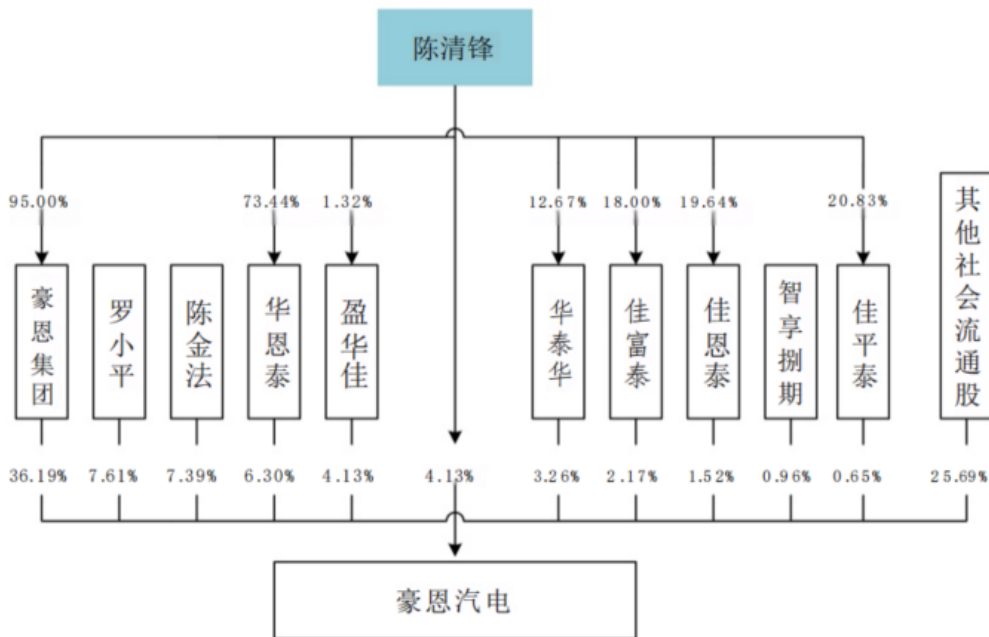 陈清锋
95.00%
73.44%
1.32%
12.67%
18.00%
19.64%
20.83%
豪恩集团
罗小平
陈金法
华恩泰
盈华佳
华泰华
佳富泰
佳恩泰
智享捌期
佳平泰
其他社会流通股
36.19%
7.61%
7.39%
6.30%
4.13%
4.13%
3.26%
2.17%
1.52%
0.96%
0.65%
25.69%
豪恩汽电